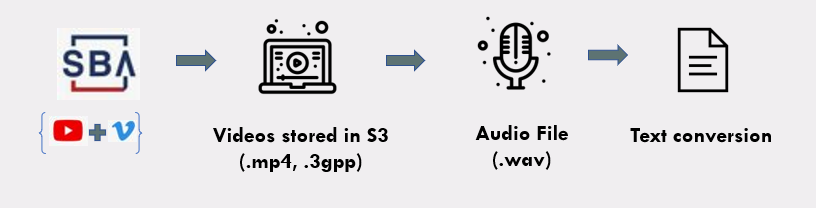 SBA
Videos stored in S3
(.mp4, .3gpp)
Audio File
(.wav)
Text conversion